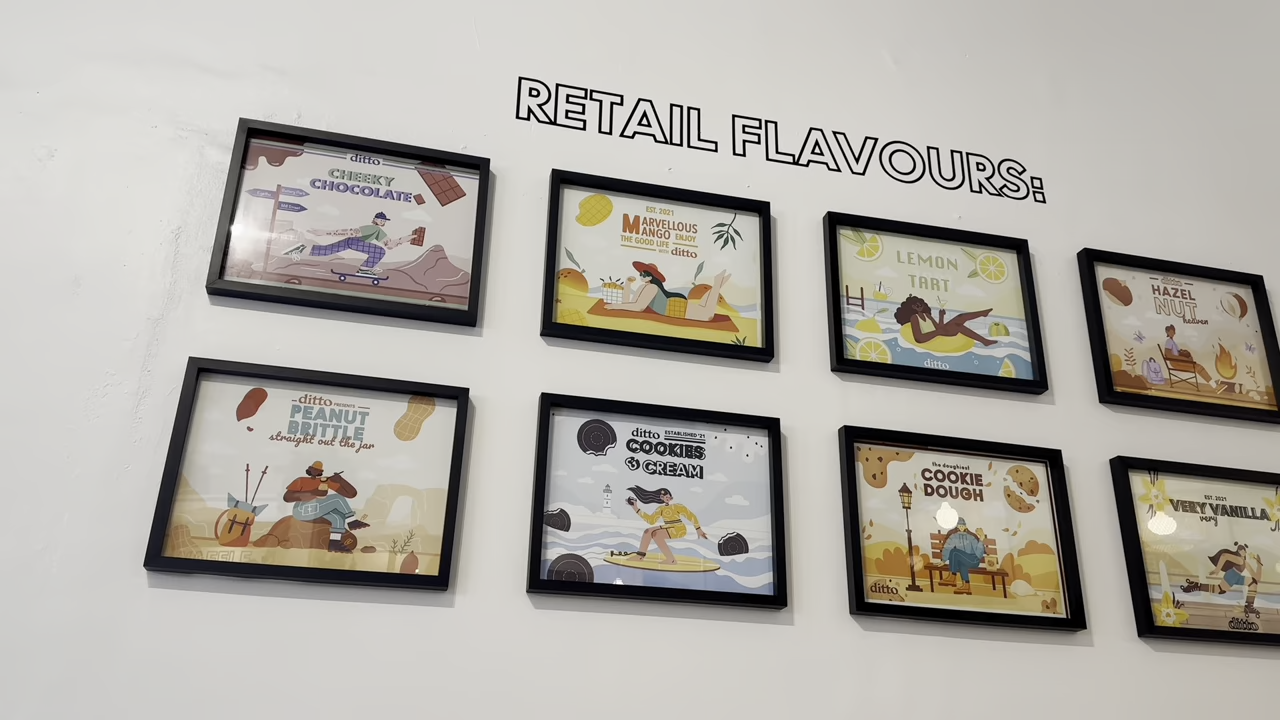 RETAIL FLAVOURS:
ditto
CHEEKY
CHOCOLATE
EST. 2021
MARVELLOUS
MANGO ENJOY
THE GOOD LIFE
WITH ditto
LEMON
TART
ditto
HAZEL
NUT
heaven
ditto PRESENTS
PEANUT
BRITTLE
straight out the jar
ditto ESTABLISHED '21
COOKIES
& CREAM
the doughiest
COOKIE
DOUGH
ditto
EST. 2021
VERY VANILLA
very
ditto